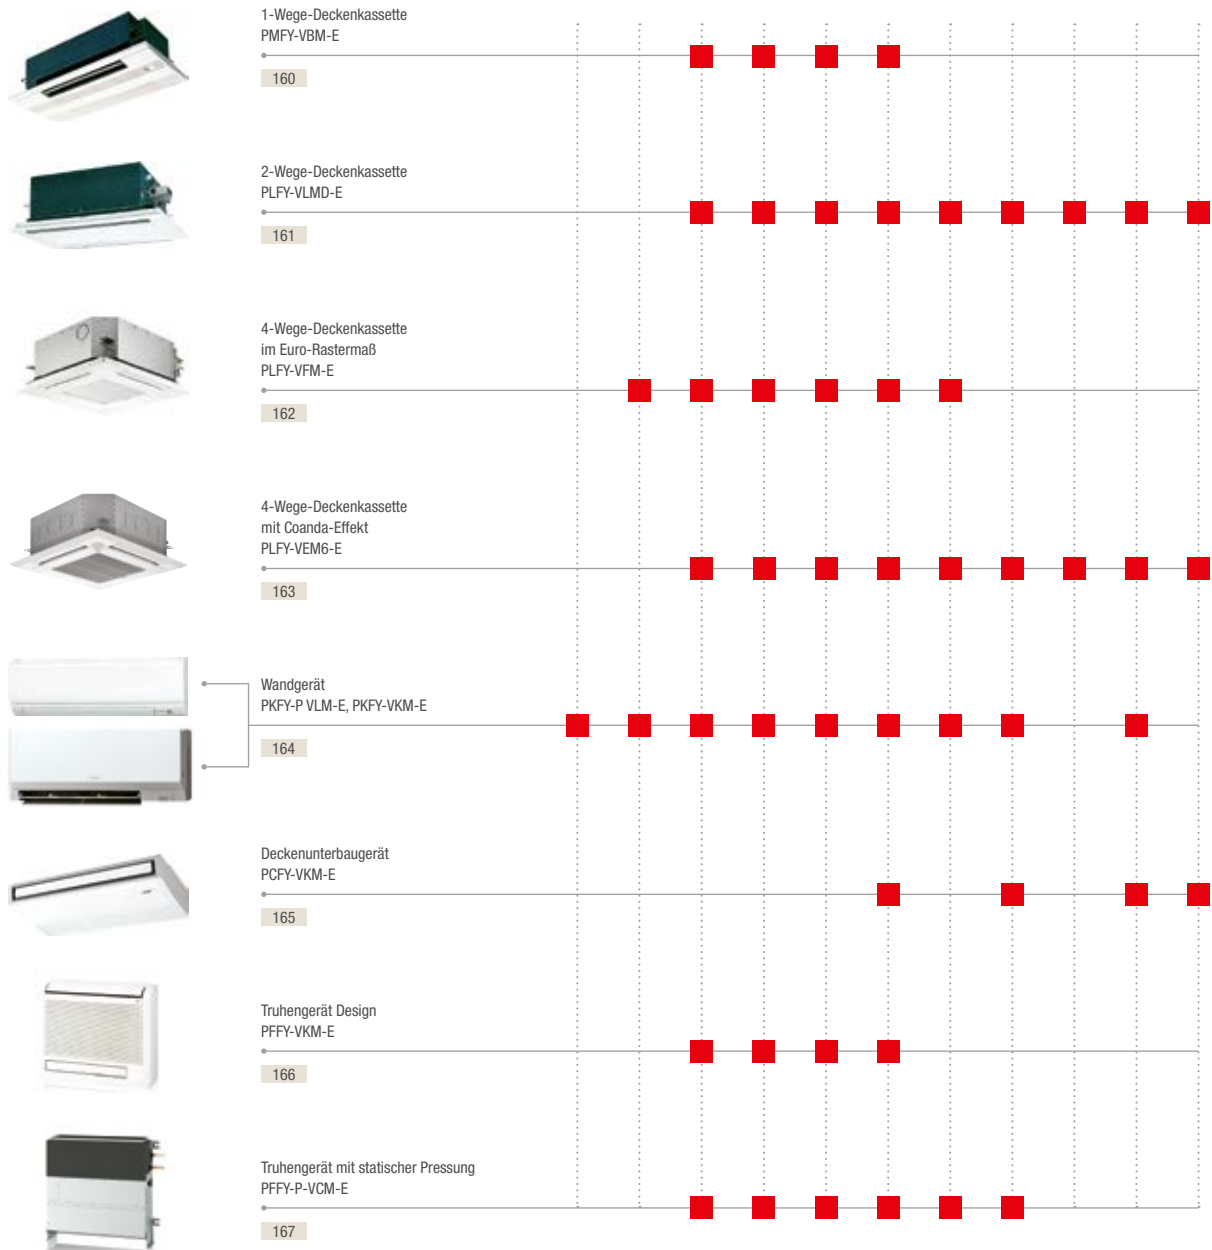 1-Wege-Deckenkassette
PMFY-VBM-E
160
2-Wege-Deckenkassette
PLFY-VLMD-E
161
4-Wege-Deckenkassette
im Euro-Rastermaß
PLFY-VFM-E
162
4-Wege-Deckenkassette
mit Coanda-Effekt
PLFY-VEM6-E
163
Wandgerät
PKFY-P VLM-E, PKFY-VKM-E
164
Deckenunterbaugerät
PCFY-VKM-E
165
Truhengerät Design
PFFY-VKM-E
166
Truhengerät mit statischer Pressung
PFFY-P-VCM-E
167